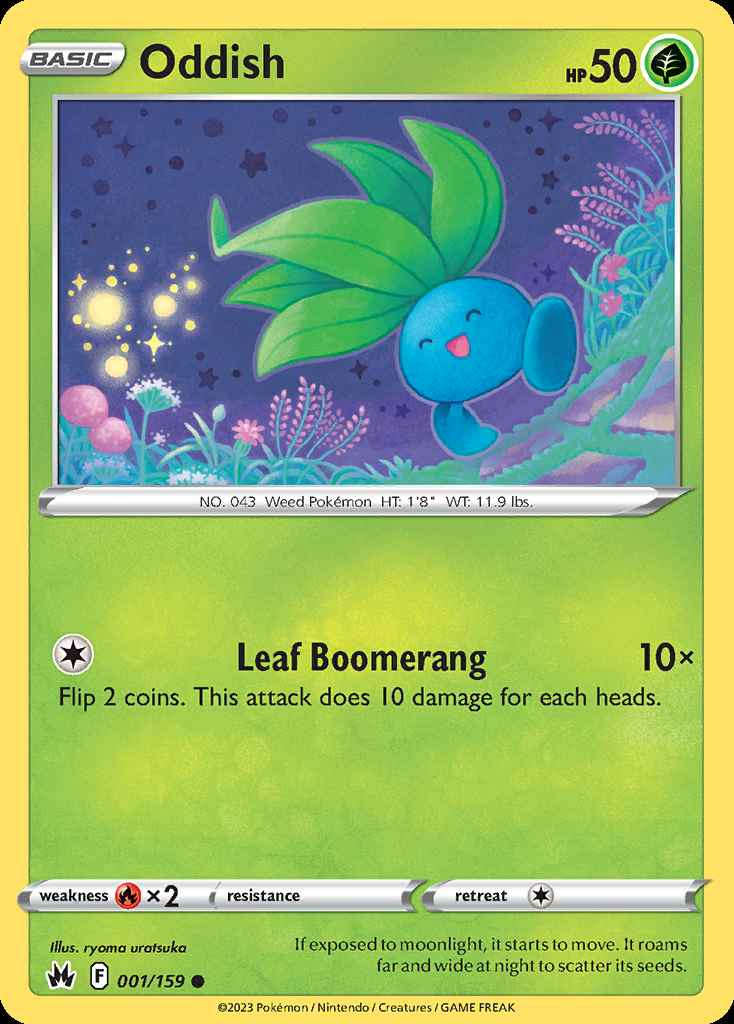 BASIC Oddish HP50
NO. 043 Weed Pokémon HT: 1'8" WT: 11.9 lbs.
Leaf Boomerang 10×
Flip 2 coins. This attack does 10 damage for each heads.
weakness ×2 resistance retreat
Illus. ryoma uratsuka
If exposed to moonlight, it starts to move. It roams
far and wide at night to scatter its seeds.
F 001/159
©2023 Pokémon / Nintendo / Creatures / GAME FREAK